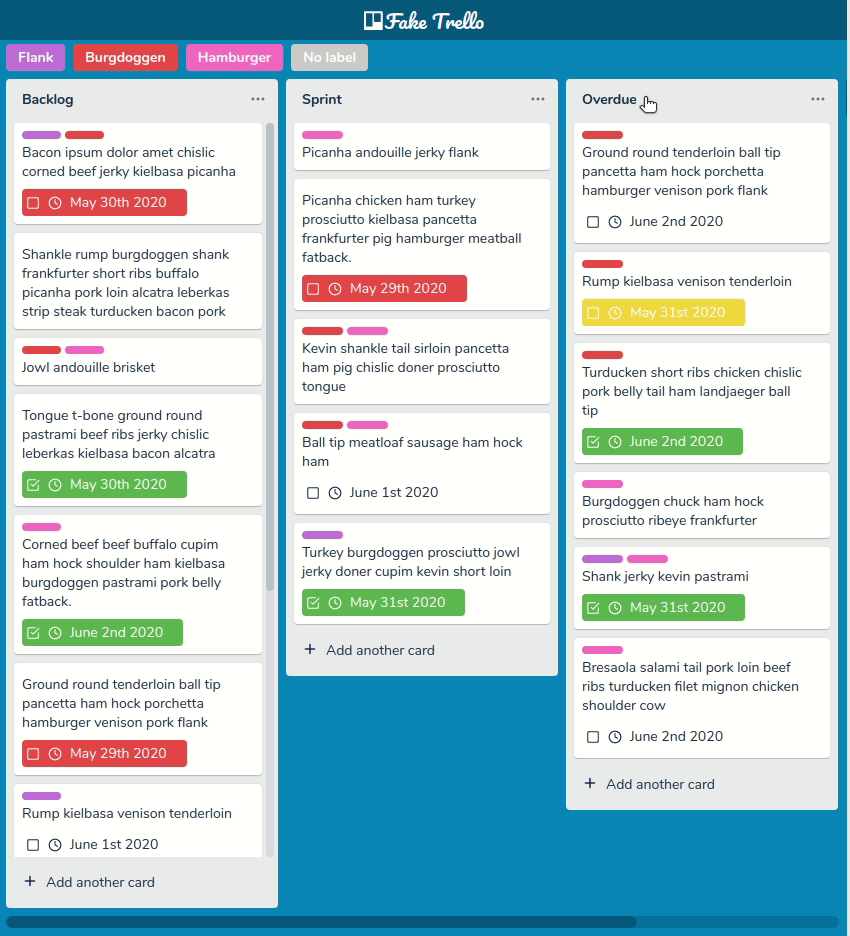 Fake Trello
Flank
Burgdoggen
Hamburger
No label
Backlog
Bacon ipsum dolor amet chislic
corned beef jerky kielbasa picanha
May 30th 2020
Shankle rump burgdoggen shank
frankfurter short ribs buffalo
picanha pork loin alcatra leberkas
strip steak turducken bacon pork
Jowl andouille brisket
Tongue t-bone ground round
pastrami beef ribs jerky chislic
leberkas kielbasa bacon alcatra
May 30th 2020
Corned beef beef buffalo cupim
ham hock shoulder ham kielbasa
burgdoggen pastrami pork belly
fatback.
June 2nd 2020
Ground round tenderloin ball tip
pancetta ham hock porchetta
hamburger venison pork flank
May 29th 2020
Rump kielbasa venison tenderloin
June 1st 2020
+ Add another card
Sprint
Picanha andouille jerky flank
Picanha chicken ham turkey
prosciutto kielbasa pancetta
frankfurter pig hamburger meatball
fatback.
May 29th 2020
Kevin shankle tail sirloin pancetta
ham pig chislic doner prosciutto
tongue
Ball tip meatloaf sausage ham hock
ham
June 1st 2020
Turkey burgdoggen prosciutto jowl
jerky doner cupim kevin short loin
May 31st 2020
+ Add another card
Overdue
Ground round tenderloin ball tip
pancetta ham hock porchetta
hamburger venison pork flank
June 2nd 2020
Rump kielbasa venison tenderloin
May 31st 2020
Turducken short ribs chicken chislic
pork belly tail ham landjaeger ball
tip
June 2nd 2020
Burgdoggen chuck ham hock
prosciutto ribeye frankfurter
Shank jerky kevin pastrami
May 31st 2020
Bresaola salami tail pork loin beef
ribs turducken filet mignon chicken
shoulder cow
June 2nd 2020
+ Add another card